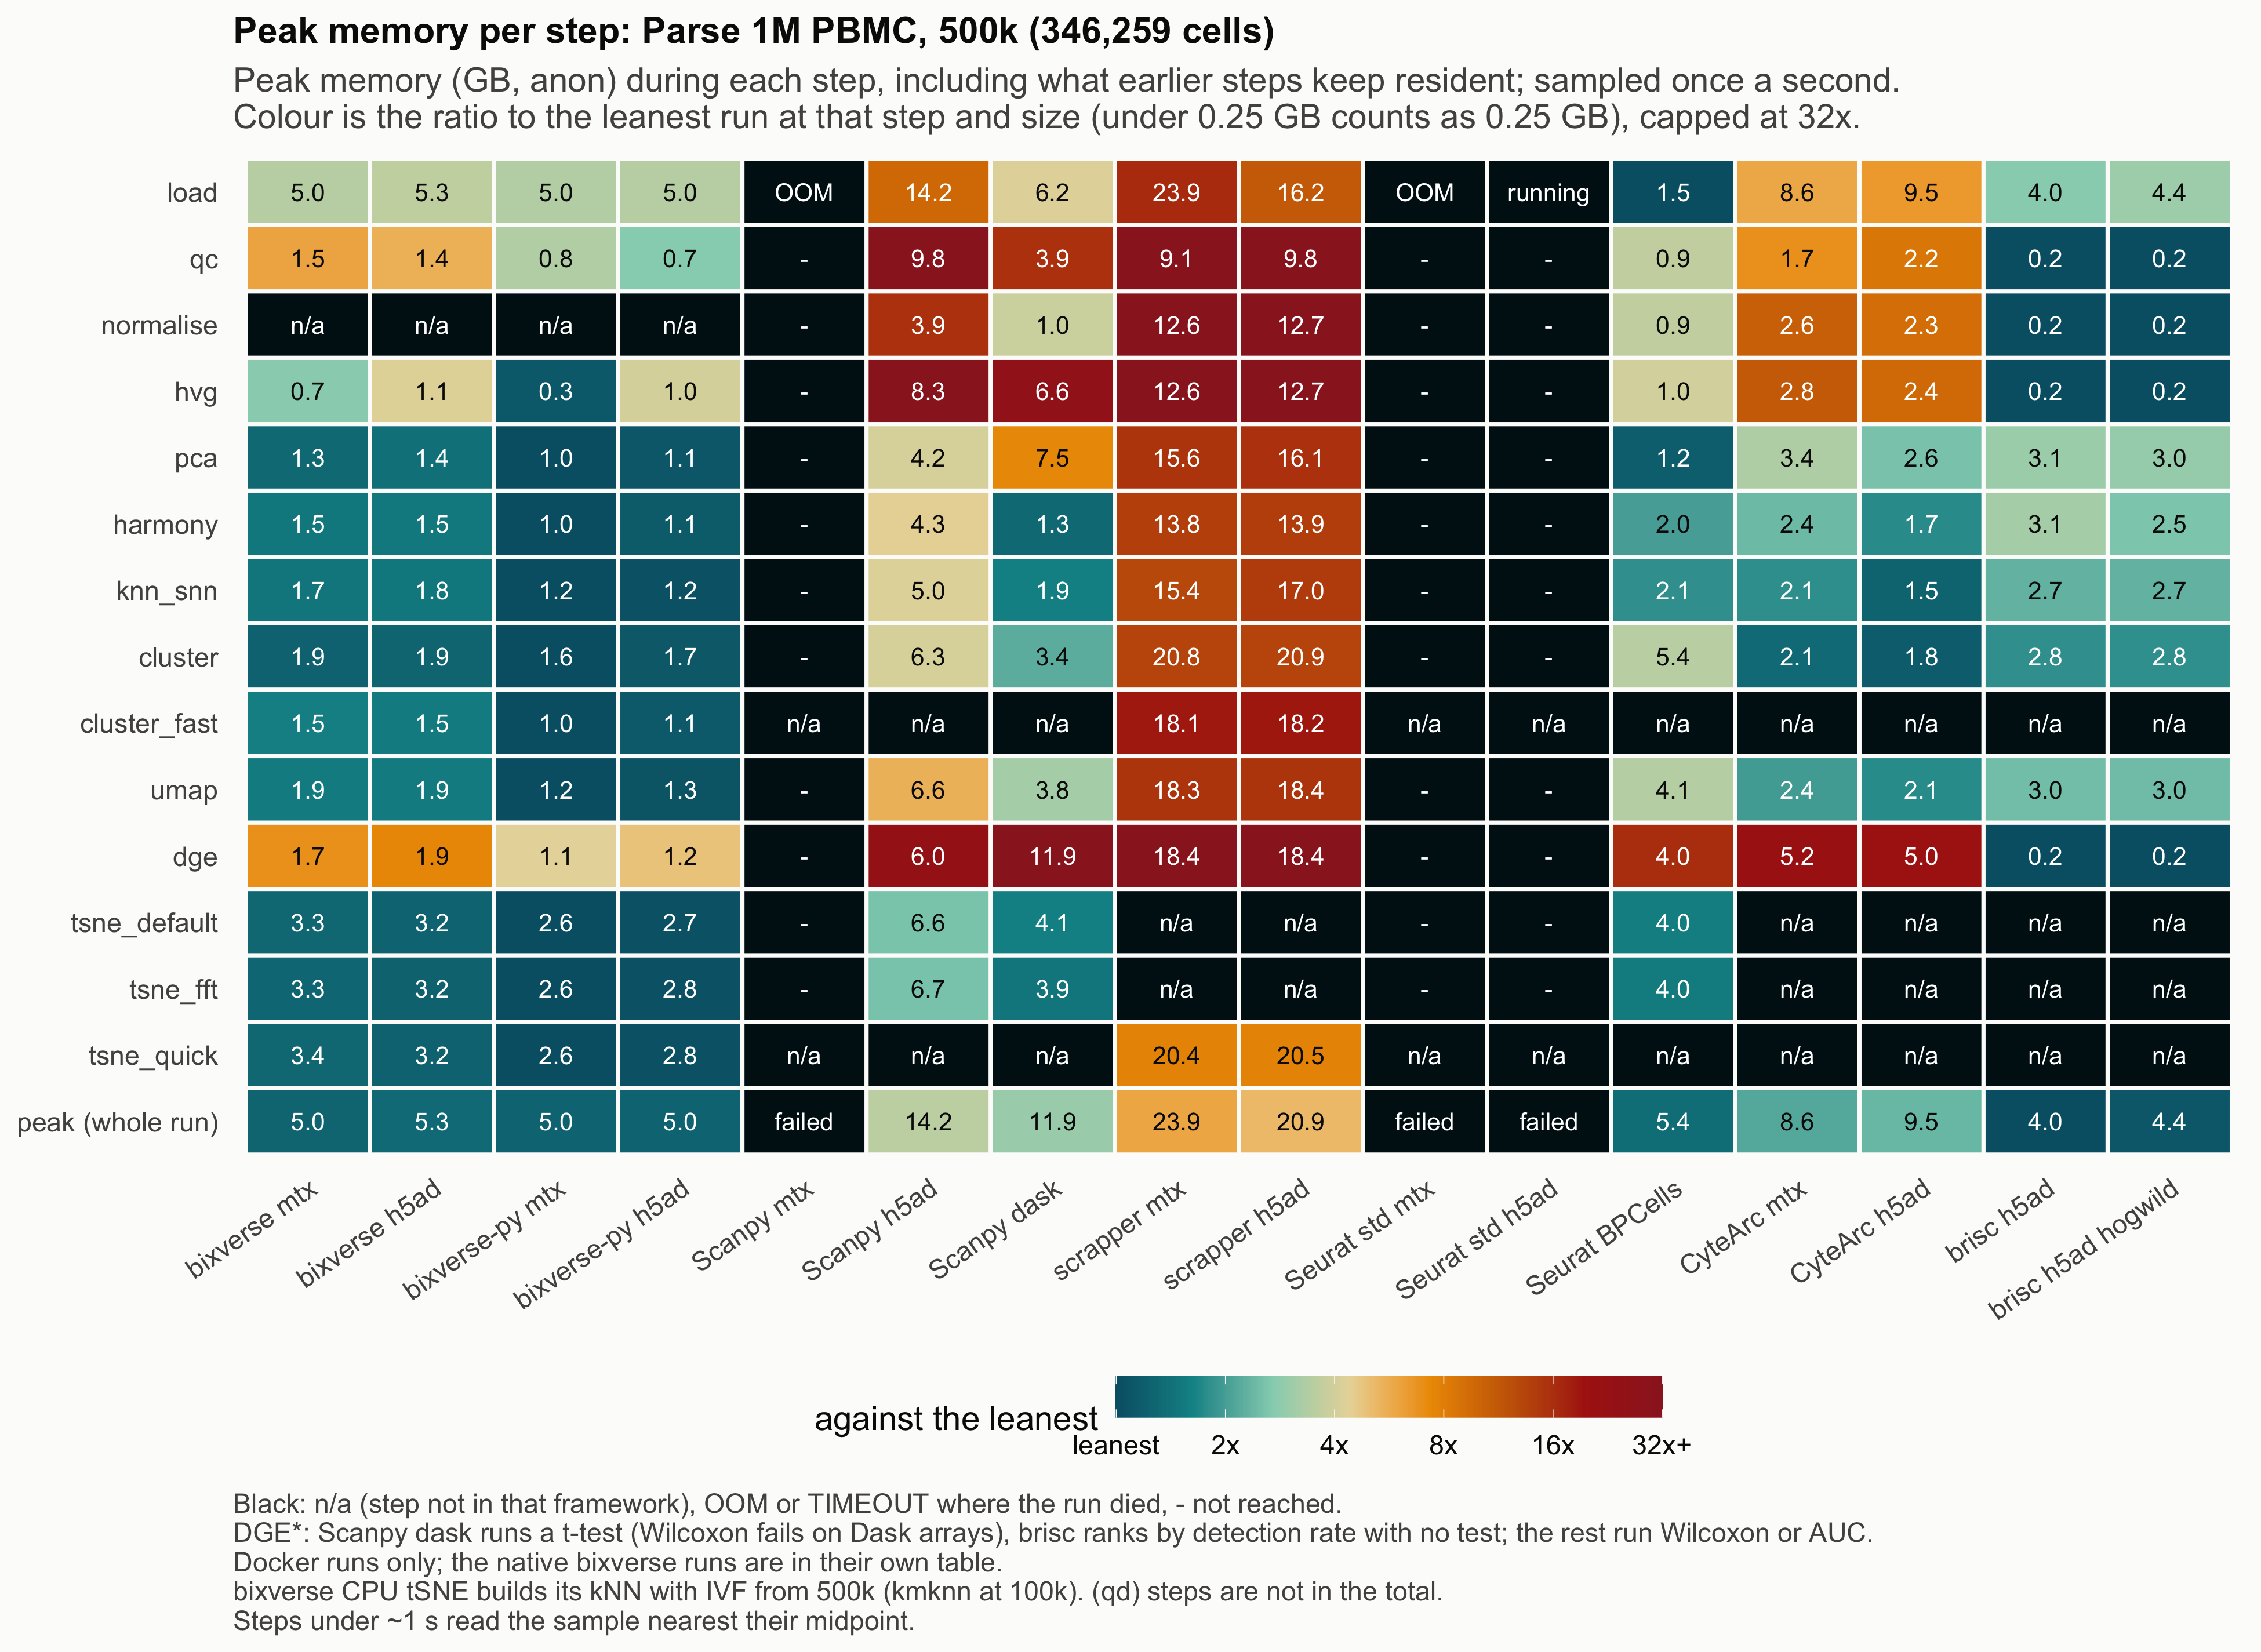 Peak memory per step: Parse 1M PBMC, 500k (346,259 cells)
Peak memory (GB, anon) during each step, including what earlier steps keep resident; sampled once a second.
Colour is the ratio to the leanest run at that step and size (under 0.25 GB counts as 0.25 GB), capped at 32x.
load 5.0 5.3 5.0 5.0 OOM 14.2 6.2 23.9 16.2 OOM running 1.5 8.6 9.5 4.0 4.4
qc 1.5 1.4 0.8 0.7 - 9.8 3.9 9.1 9.8 - - 0.9 1.7 2.2 0.2 0.2
normalise n/a n/a n/a n/a - 3.9 1.0 12.6 12.7 - - 0.9 2.6 2.3 0.2 0.2
hvg 0.7 1.1 0.3 1.0 - 8.3 6.6 12.6 12.7 - - 1.0 2.8 2.4 0.2 0.2
pca 1.3 1.4 1.0 1.1 - 4.2 7.5 15.6 16.1 - - 1.2 3.4 2.6 3.1 3.0
harmony 1.5 1.5 1.0 1.1 - 4.3 1.3 13.8 13.9 - - 2.0 2.4 1.7 3.1 2.5
knn_snn 1.7 1.8 1.2 1.2 - 5.0 1.9 15.4 17.0 - - 2.1 2.1 1.5 2.7 2.7
cluster 1.9 1.9 1.6 1.7 - 6.3 3.4 20.8 20.9 - - 5.4 2.1 1.8 2.8 2.8
cluster_fast 1.5 1.5 1.0 1.1 n/a n/a n/a 18.1 18.2 n/a n/a n/a n/a n/a n/a n/a
umap 1.9 1.9 1.2 1.3 - 6.6 3.8 18.3 18.4 - - 4.1 2.4 2.1 3.0 3.0
dge 1.7 1.9 1.1 1.2 - 6.0 11.9 18.4 18.4 - - 4.0 5.2 5.0 0.2 0.2
tsne_default 3.3 3.2 2.6 2.7 - 6.6 4.1 n/a n/a - - 4.0 n/a n/a n/a n/a
tsne_fft 3.3 3.2 2.6 2.8 - 6.7 3.9 n/a n/a - - 4.0 n/a n/a n/a n/a
tsne_quick 3.4 3.2 2.6 2.8 n/a n/a n/a 20.4 20.5 n/a n/a n/a n/a n/a n/a n/a
peak (whole run) 5.0 5.3 5.0 5.0 failed 14.2 11.9 23.9 20.9 failed failed 5.4 8.6 9.5 4.0 4.4
bixverse mtx
bixverse h5ad
bixverse-py mtx
bixverse-py h5ad
Scanpy mtx
Scanpy h5ad
Scanpy dask
scrapper mtx
scrapper h5ad
Seurat std mtx
Seurat std h5ad
Seurat BPCells
CyteArc mtx
CyteArc h5ad
brisc h5ad
brisc h5ad hogwild
against the leanest
leanest 2x 4x 8x 16x 32x+
Black: n/a (step not in that framework), OOM or TIMEOUT where the run died, - not reached.
DGE*: Scanpy dask runs a t-test (Wilcoxon fails on Dask arrays), brisc ranks by detection rate with no test; the rest run Wilcoxon or AUC.
Docker runs only; the native bixverse runs are in their own table.
bixverse CPU tSNE builds its kNN with IVF from 500k (kmknn at 100k). (qd) steps are not in the total.
Steps under ~1 s read the sample nearest their midpoint.